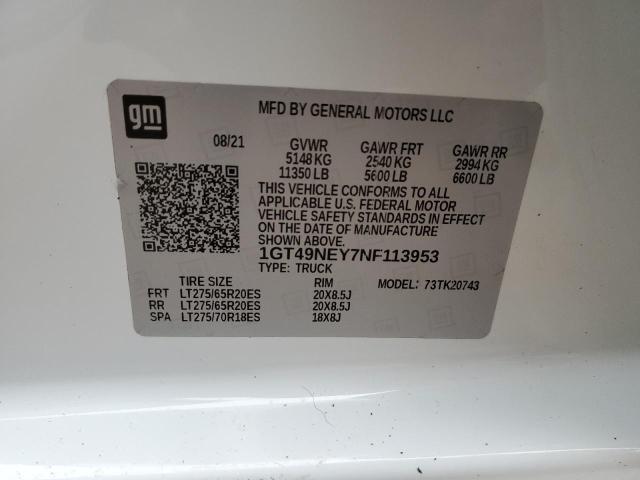 gm
MFD BY GENERAL MOTORS LLC
08/21 GVWR GAWR FRT GAWR RR
5148 KG 2540 KG 2994 KG
11350 LB 5600 LB 6600 LB
THIS VEHICLE CONFORMS TO ALL
APPLICABLE U.S. FEDERAL MOTOR
VEHICLE SAFETY STANDARDS IN EFFECT
ON THE DATE OF MANUFACTURE
SHOWN ABOVE.
1GT49NEY7NF113953
TYPE: TRUCK
TIRE SIZE RIM MODEL: 73TK20743
FRT LT275/65R20ES 20X8.5J
RR LT275/65R20ES 20X8.5J
SPA LT275/70R18ES 18X8J